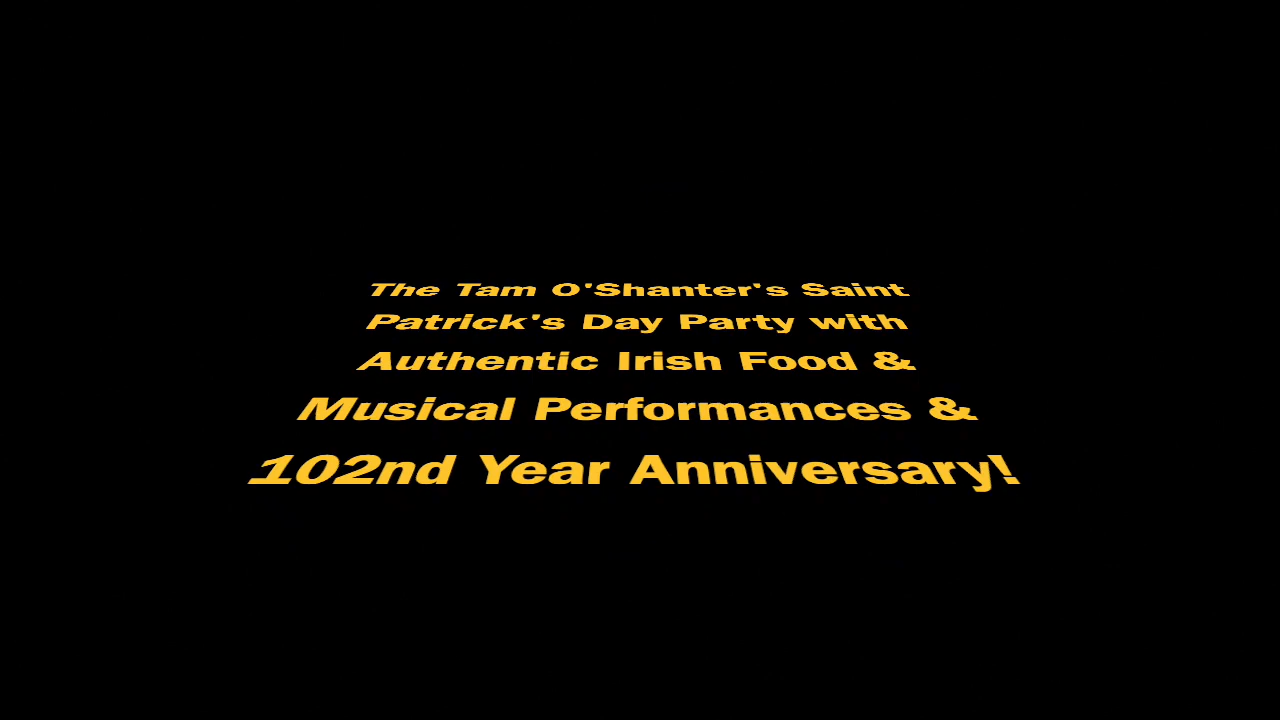 The Tam O'Shanter's Saint
Patrick's Day Party with
Authentic Irish Food &
Musical Performances &
102nd Year Anniversary!